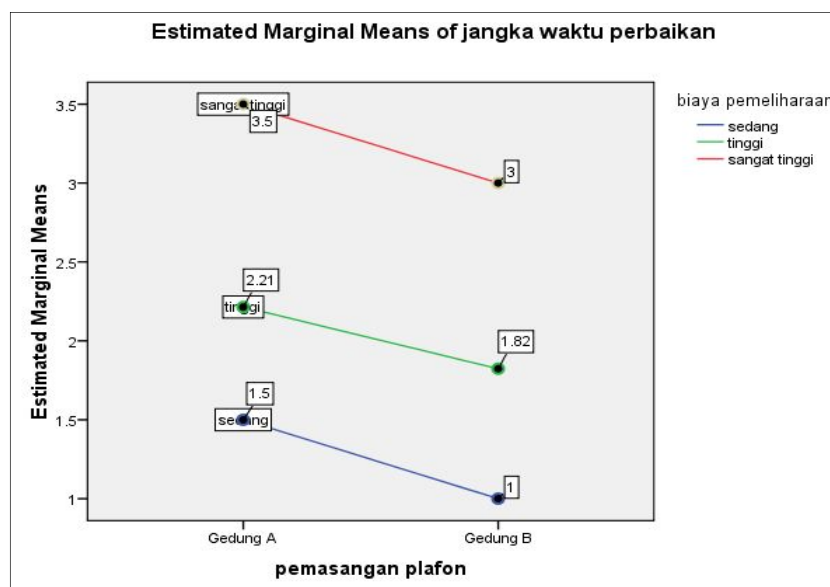 Estimated Marginal Means of jangka waktu perbaikan
biaya pemeliharaan
sedang
tinggi
sangat tinggi
Estimated Marginal Means
3.5
3
2.5
2
1.5
1
sangat tinggi
3.5
3
2.21
tinggi
1.82
1.5
sedang
1
Gedung A
Gedung B
pemasangan plafon